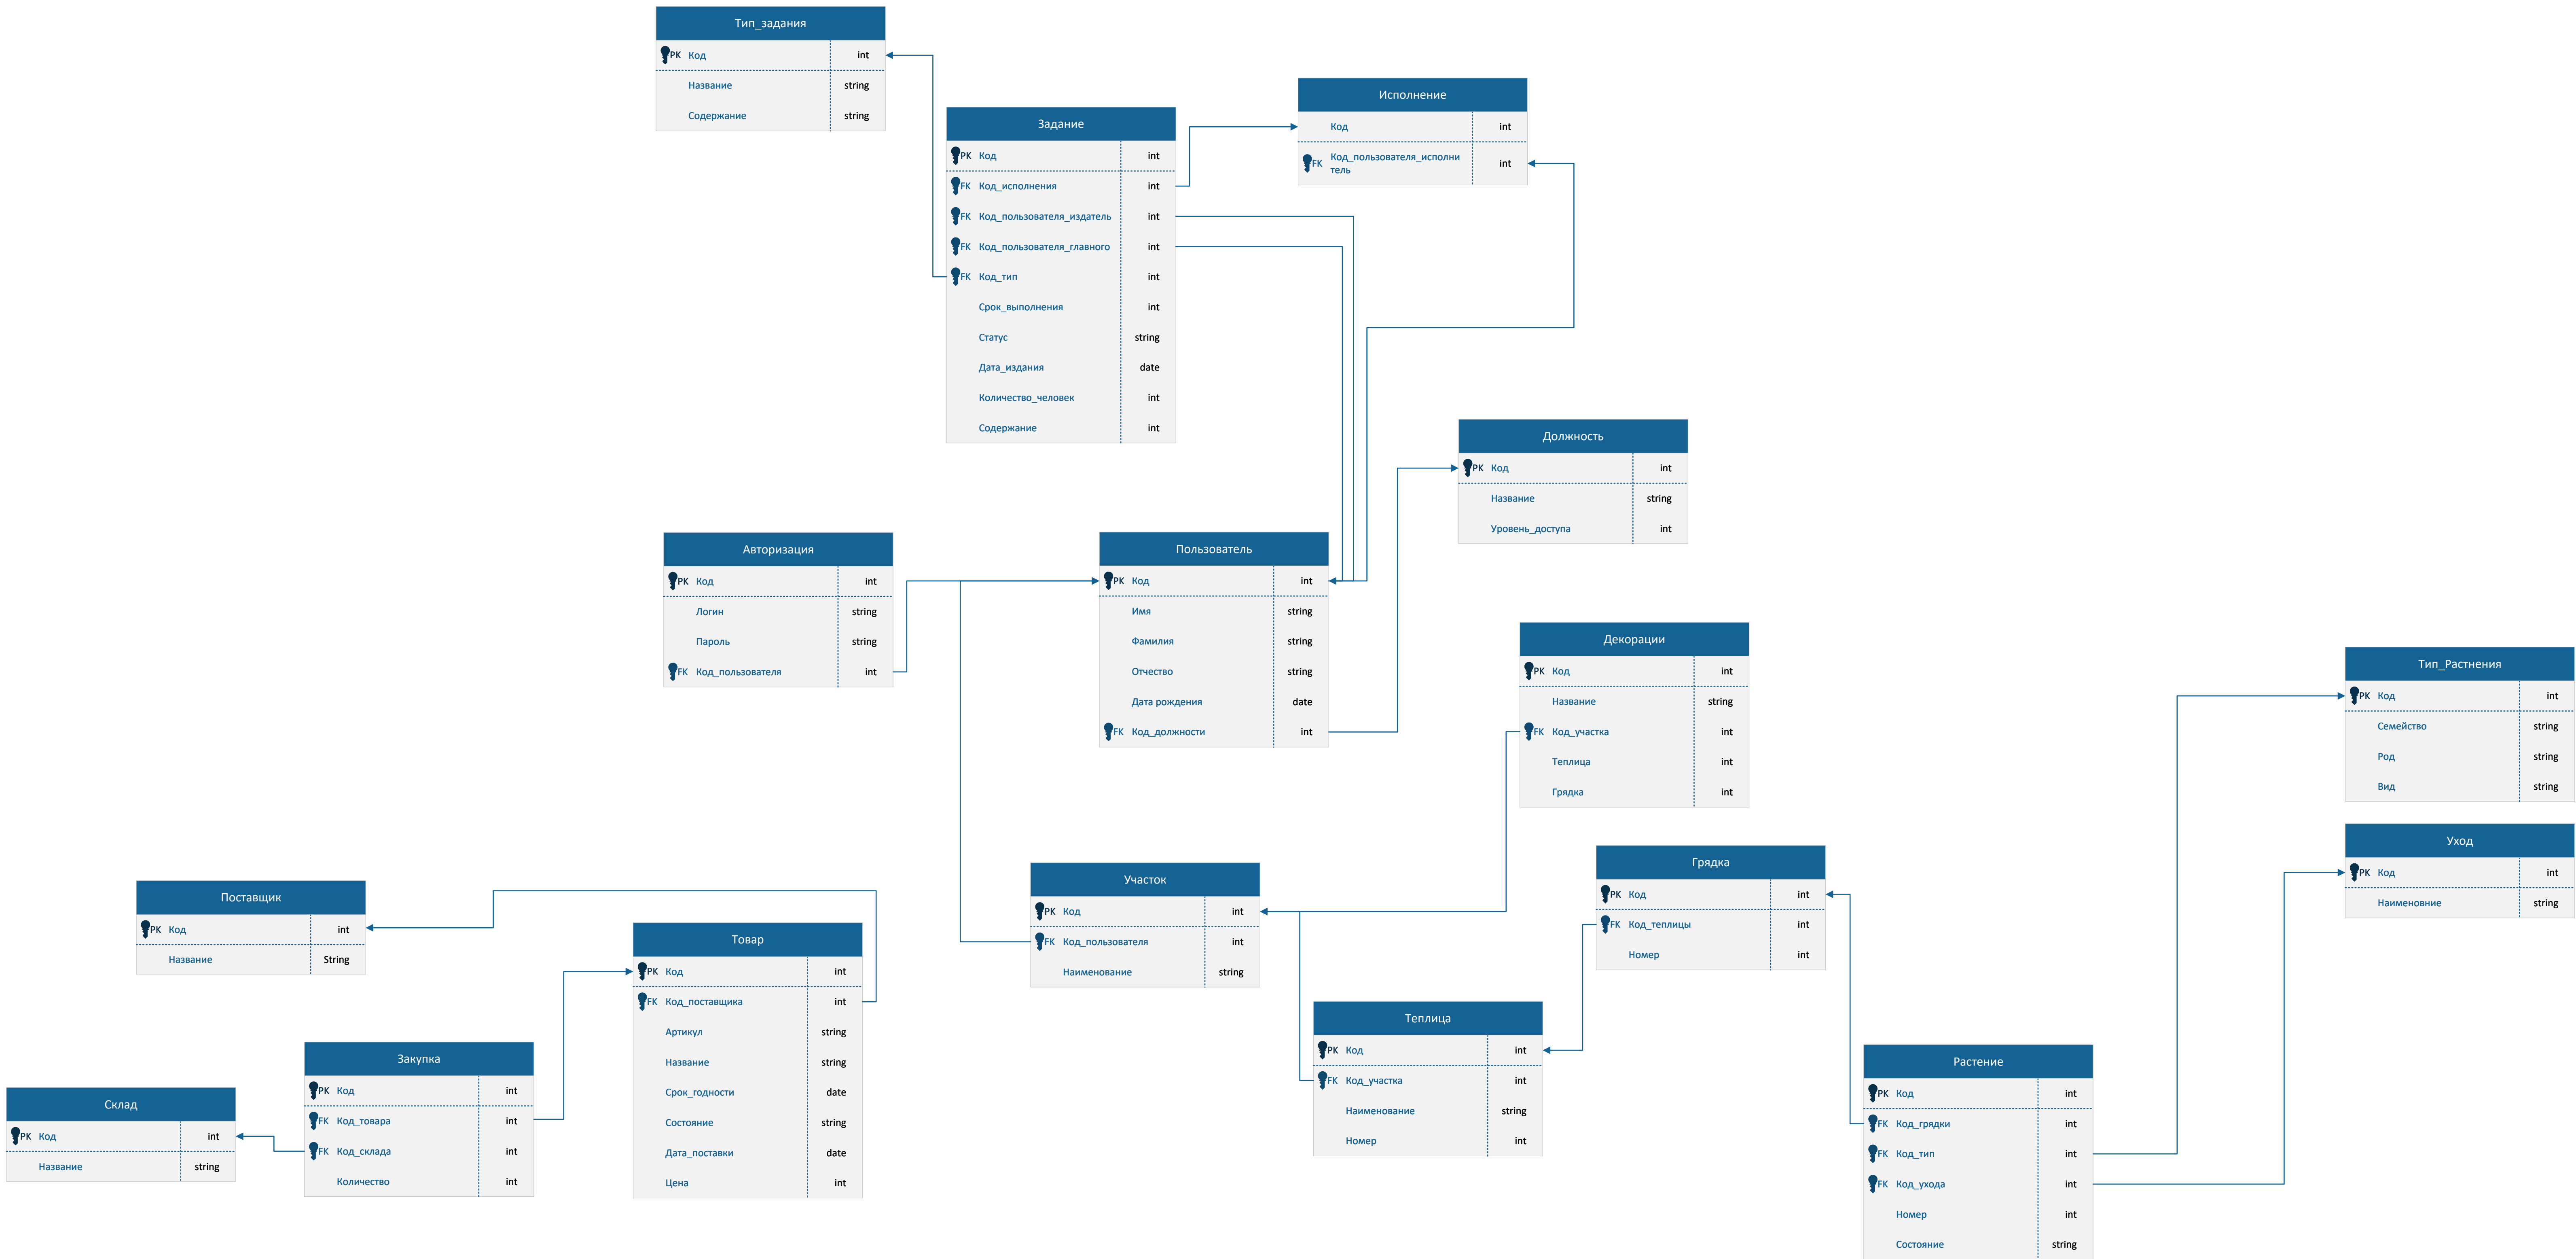 Тип_задания
PK Код int
Название string
Содержание string
Задание
PK Код int
FK Код_исполнения int
FK Код_пользователя_издатель int
FK Код_пользователя_главного int
FK Код_тип int
Срок_выполнения int
Статус string
Дата_издания date
Количество_человек int
Содержание int
Исполнение
Код int
FK Код_пользователя_исполни
тель int
Должность
PK Код int
Название string
Уровень_доступа int
Авторизация
PK Код int
Логин string
Пароль string
FK Код_пользователя int
Пользователь
PK Код int
Имя string
Фамилия string
Отчество string
Дата рождения date
FK Код_должности int
Декорации
PK Код int
Название string
FK Код_участка int
Теплица int
Грядка int
Тип_Растнения
PK Код int
Семейство string
Род string
Вид string
Уход
PK Код int
Наименовние string
Грядка
PK Код int
FK Код_теплицы int
Номер int
Участок
PK Код int
FK Код_пользователя int
Наименование string
Поставщик
PK Код int
Название String
Товар
PK Код int
FK Код_поставщика int
Артикул string
Название string
Срок_годности date
Состояние string
Дата_поставки date
Цена int
Теплица
PK Код int
FK Код_участка int
Наименование string
Номер int
Закупка
PK Код int
FK Код_товара int
FK Код_склада int
Количество int
Склад
PK Код int
Название string
Растение
PK Код int
FK Код_грядки int
FK Код_тип int
FK Код_ухода int
Номер int
Состояние string